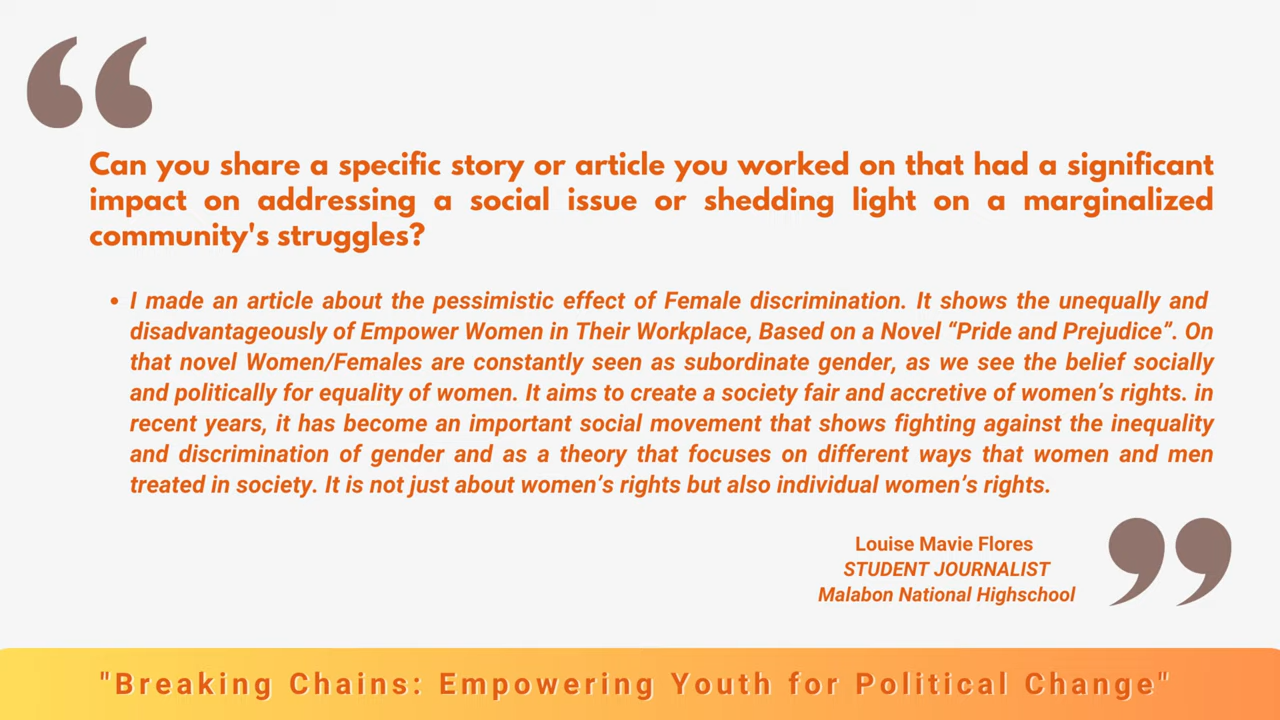 Can you share a specific story or article you worked on that had a significant
impact on addressing a social issue or shedding light on a marginalized
community's struggles?
• I made an article about the pessimistic effect of Female discrimination. It shows the unequally and
disadvantageously of Empower Women in Their Workplace, Based on a Novel “Pride and Prejudice”. On
that novel Women/Females are constantly seen as subordinate gender, as we see the belief socially
and politically for equality of women. It aims to create a society fair and accretive of women’s rights. in
recent years, it has become an important social movement that shows fighting against the inequality
and discrimination of gender and as a theory that focuses on different ways that women and men
treated in society. It is not just about women’s rights but also individual women’s rights.
Louise Mavie Flores
STUDENT JOURNALIST
Malabon National Highschool
"Breaking Chains: Empowering Youth for Political Change"